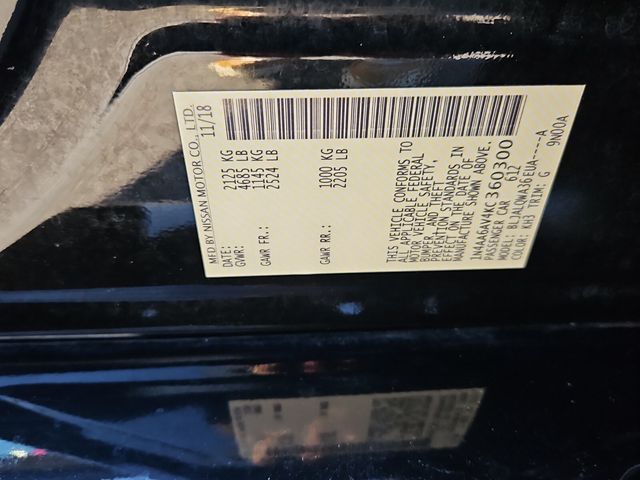 MFD BY NISSAN MOTOR CO., LTD.
DATE: 11/18
GVWR: 2125 KG
4685 LB
GAWR FR.: 1145 KG
2524 LB
GAWR RR.: 1000 KG
2205 LB
THIS VEHICLE CONFORMS TO
ALL APPLICABLE FEDERAL
MOTOR VEHICLE SAFETY,
BUMPER, AND THEFT
PREVENTION STANDARDS IN
EFFECT ON THE DATE OF
MANUFACTURE SHOWN ABOVE.
1N4AA6AV4KC360300
PASSENGER CAR 612
MODEL: BLJALQWA36EUA-----A
COLOR: KH3 TRIM: G 9N00A